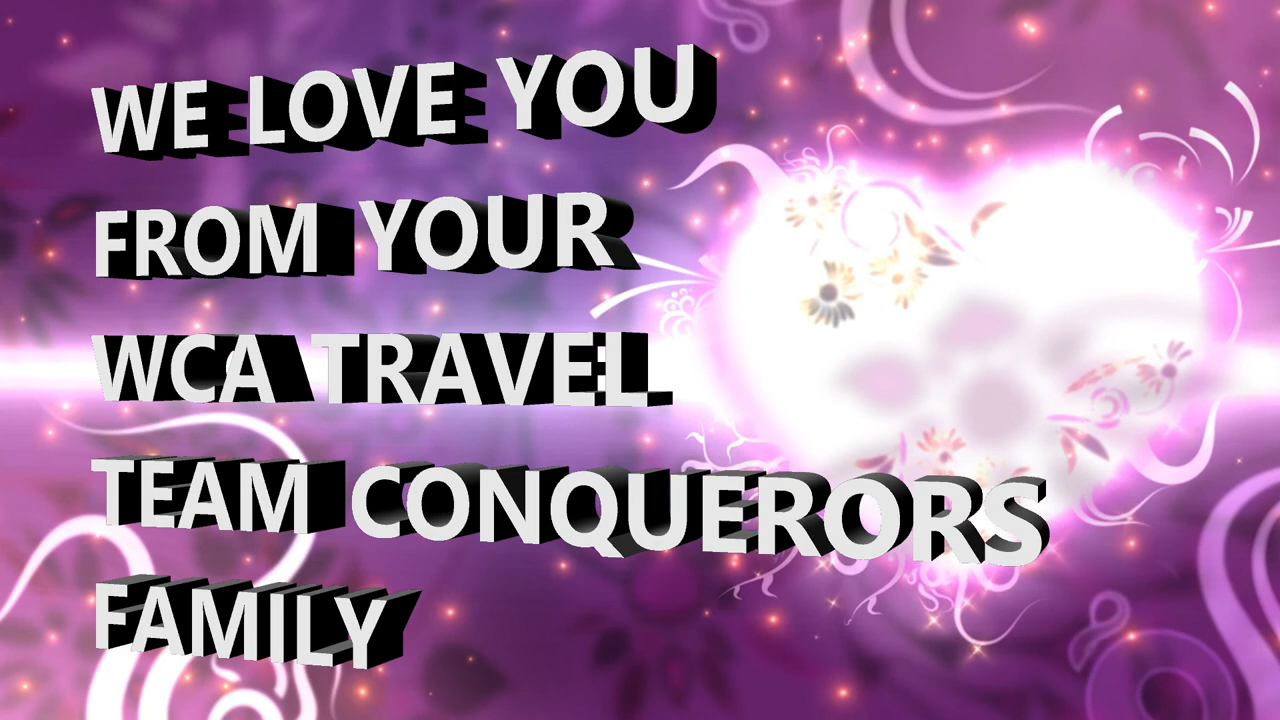 WE LOVE YOU
FROM YOUR
WCA TRAVEL
TEAM CONQUERORS
FAMILY